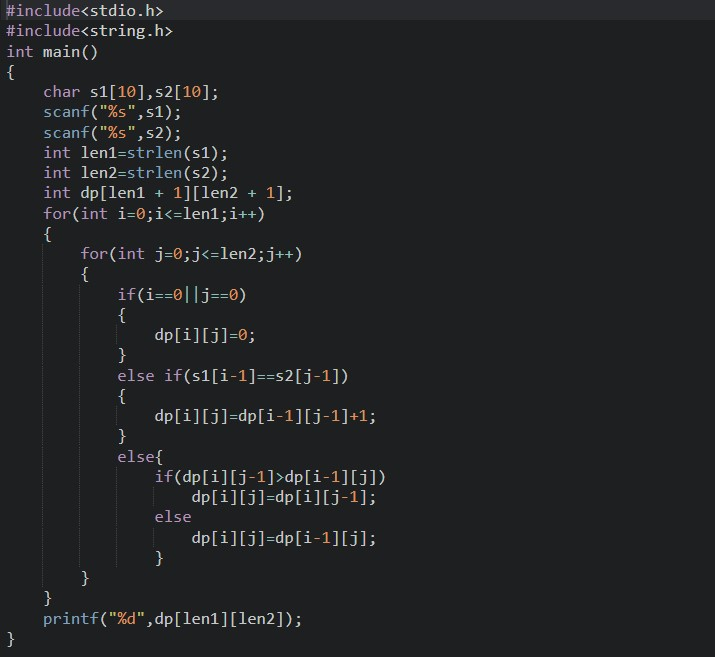 #include<stdio.h>
#include<string.h>
int main()
{
    char s1[10],s2[10];
    scanf("%s",s1);
    scanf("%s",s2);
    int len1=strlen(s1);
    int len2=strlen(s2);
    int dp[len1 + 1][len2 + 1];
    for(int i=0;i<=len1;i++)
    {
        for(int j=0;j<=len2;j++)
        {
            if(i==0||j==0)
            {
                dp[i][j]=0;
            }
            else if(s1[i-1]==s2[j-1])
            {
                dp[i][j]=dp[i-1][j-1]+1;
            }
            else{
                if(dp[i][j-1]>dp[i-1][j])
                    dp[i][j]=dp[i][j-1];
                else
                    dp[i][j]=dp[i-1][j];
                }
        }
    }
    printf("%d",dp[len1][len2]);
}